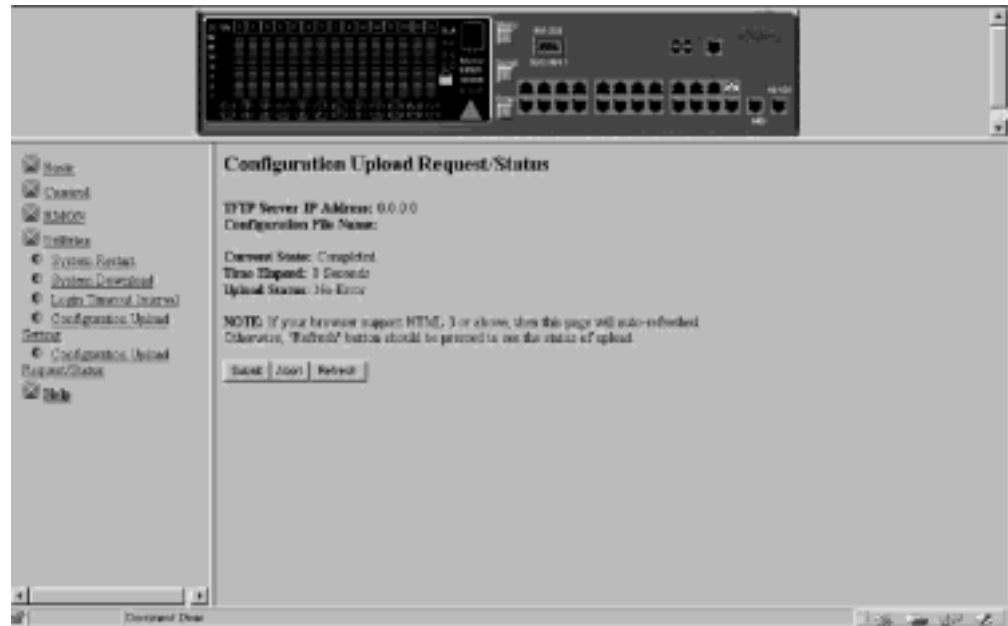 Basic
Control
RMON
Utilities
System Restart
System Download
Login Timeout Interval
Configuration Upload
Setting
Configuration Upload
Request/Status
Help
Configuration Upload Request/Status
TFTP Server IP Address: 0.0.0.0
Configuration File Name:
Current State: Completed
Time Elapsed: 0 Seconds
Upload Status: No Error
NOTE: If your browser support HTML 3 or above, then this page will auto-refreshed.
Otherwise, "Refresh" button should be pressed to see the status of upload.
Submit Abort Refresh
Document Done